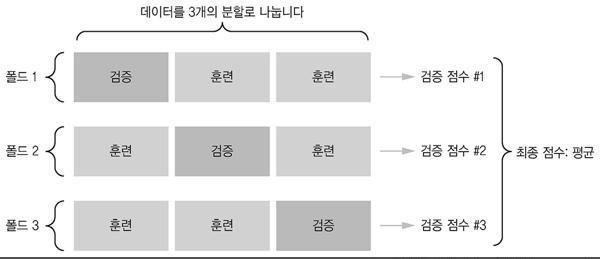 데이터를 3개의 분할로 나눕니다
폴드 1 검증 훈련 훈련 검증 점수 #1
폴드 2 훈련 검증 훈련 검증 점수 #2
최종 점수: 평균
폴드 3 훈련 훈련 검증 검증 점수 #3